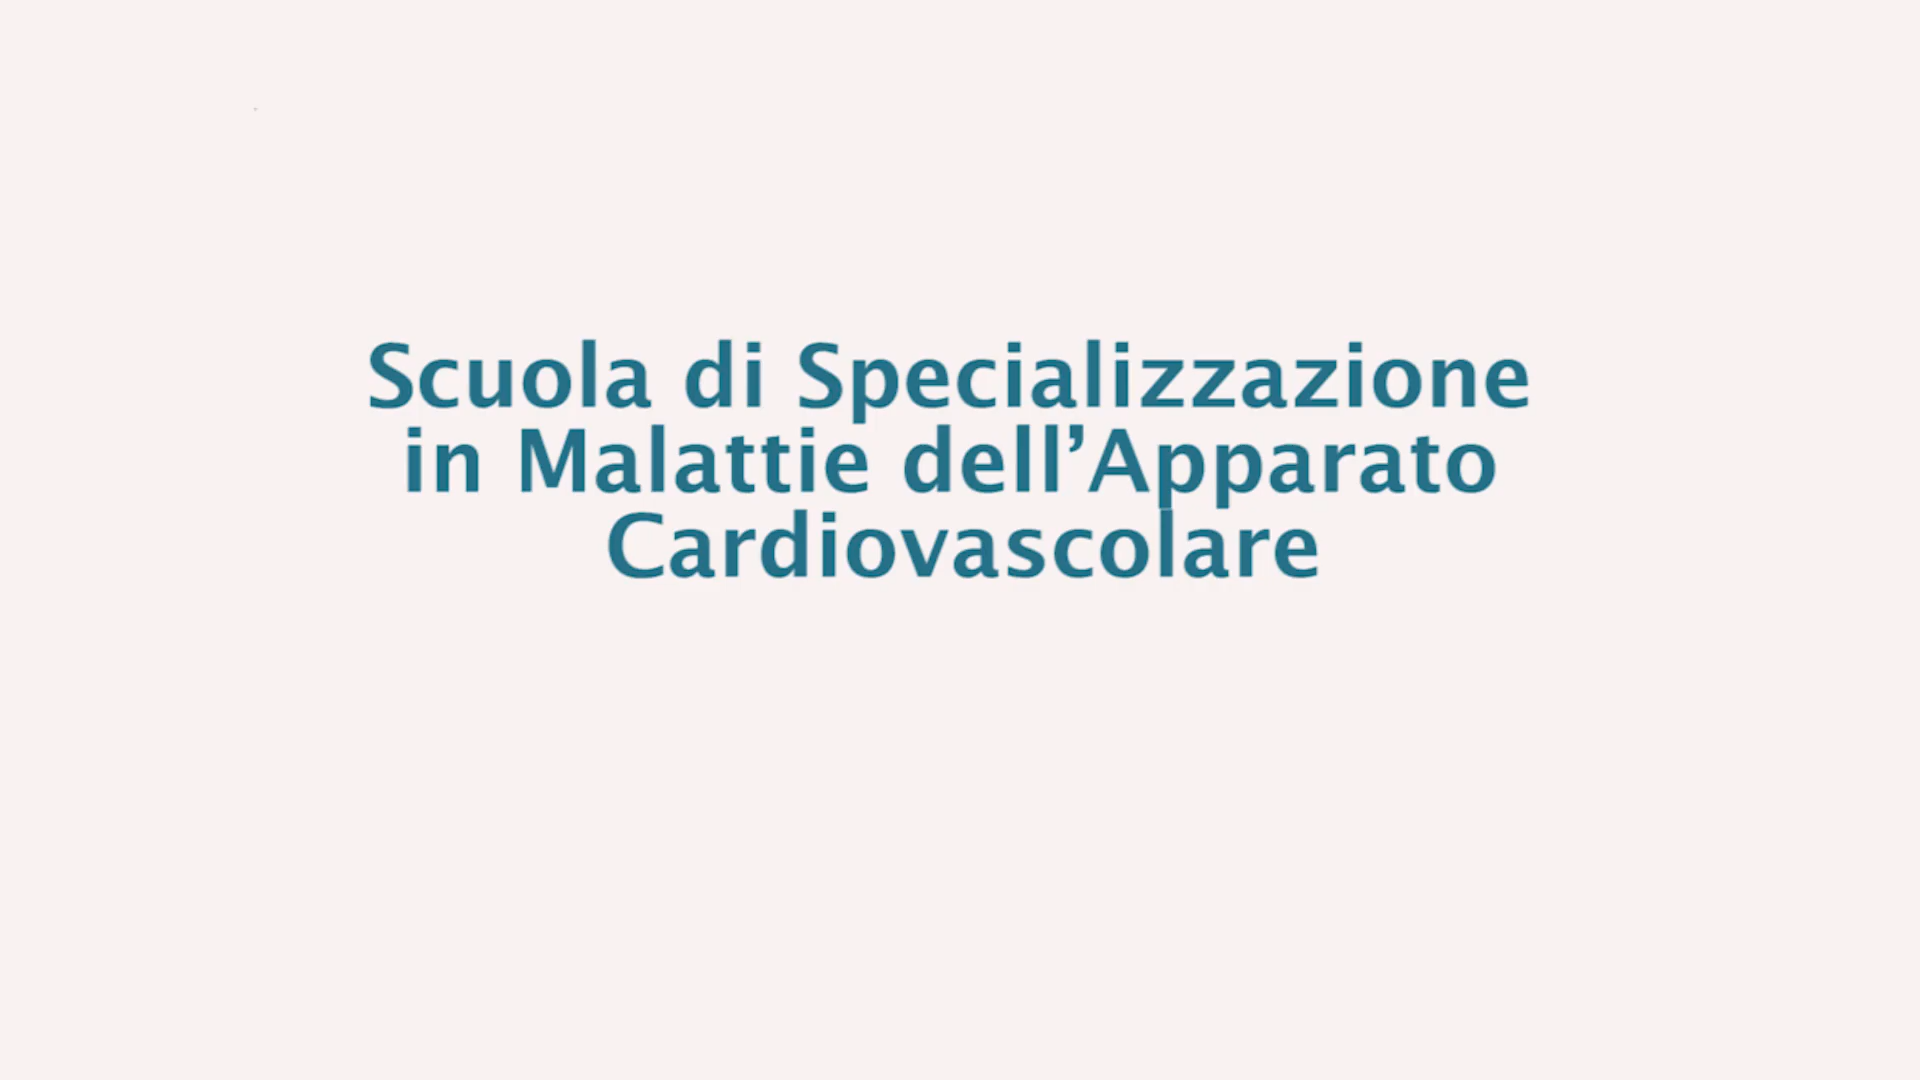 Scuola di Specializzazione
in Malattie dell’Apparato
Cardiovascolare